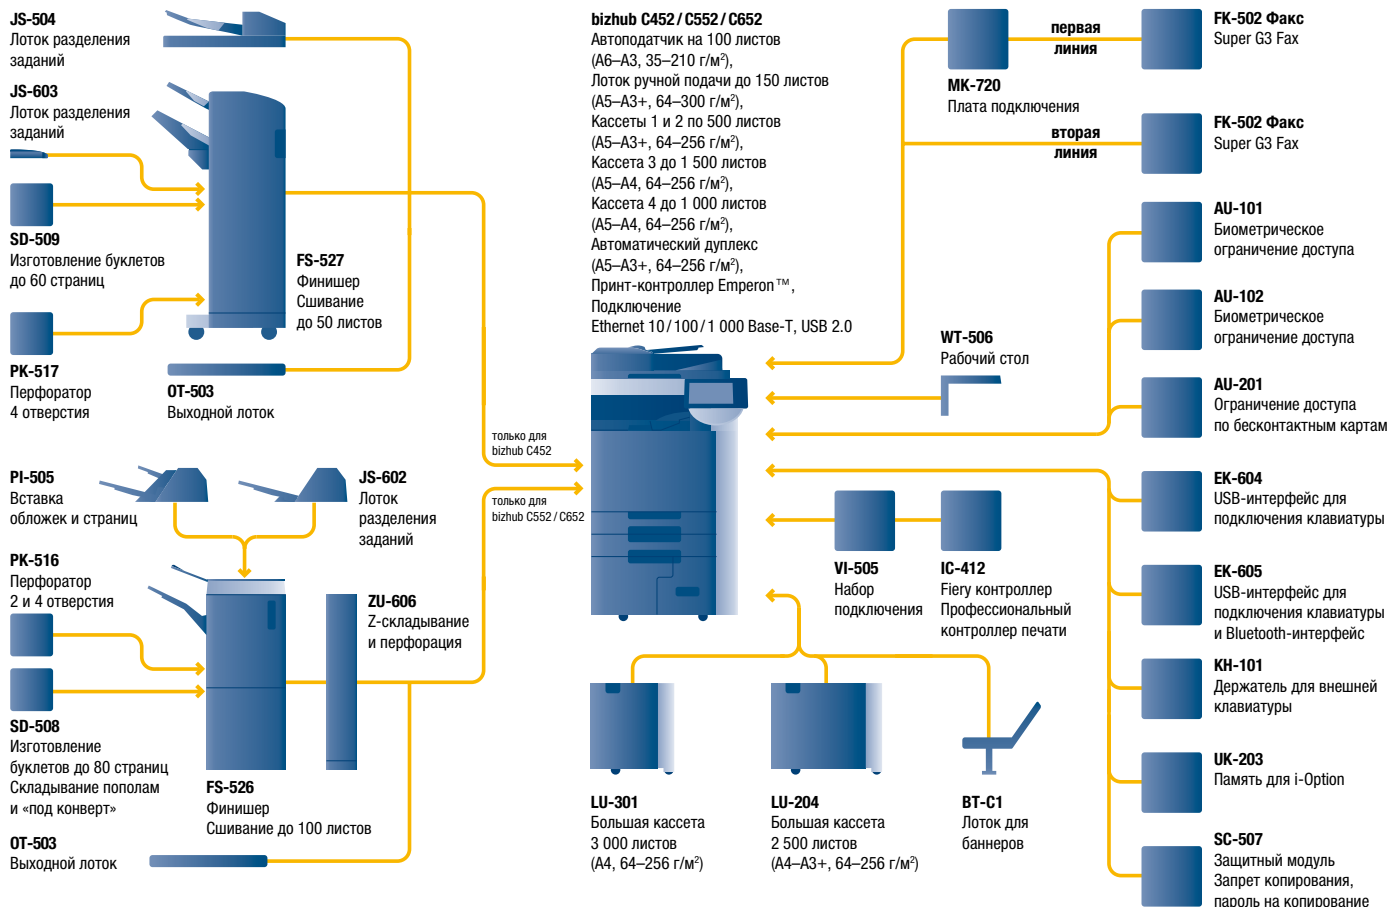 JS-504
Лоток разделения
заданий
JS-603
Лоток разделения
заданий
SD-509
Изготовление буклетов
до 60 страниц
PK-517
Перфоратор
4 отверстия
FS-527
Финишер
Сшивание
до 50 листов
OT-503
Выходной лоток
только для
bizhub C452
только для
bizhub C552 / C652
PI-505
Вставка
обложек и страниц
JS-602
Лоток
разделения
заданий
PK-516
Перфоратор
2 и 4 отверстия
ZU-606
Z-складывание
и перфорация
SD-508
Изготовление
буклетов до 80 страниц
Складывание пополам
и «под конверт»
FS-526
Финишер
Сшивание до 100 листов
OT-503
Выходной лоток
bizhub C452 / C552 / C652
Автоподатчик на 100 листов
(A6–A3, 35–210 г/м²),
Лоток ручной подачи до 150 листов
(A5–A3+, 64–300 г/м²),
Кассеты 1 и 2 по 500 листов
(A5–A3+, 64–256 г/м²),
Кассета 3 до 1 500 листов
(A5–A4, 64–256 г/м²),
Кассета 4 до 1 000 листов
(A5–A4, 64–256 г/м²),
Автоматический дуплекс
(A5–A3+, 64–256 г/м²),
Принт-контроллер Emperon™,
Подключение
Ethernet 10 / 100 / 1 000 Base-T, USB 2.0
MK-720
Плата подключения
первая
линия
вторая
линия
FK-502 Факс
Super G3 Fax
FK-502 Факс
Super G3 Fax
AU-101
Биометрическое
ограничение доступа
AU-102
Биометрическое
ограничение доступа
WT-506
Рабочий стол
AU-201
Ограничение доступа
по бесконтактным картам
EK-604
USB-интерфейс для
подключения клавиатуры
VI-505
Набор
подключения
IC-412
Fiery контроллер
Профессиональный
контроллер печати
EK-605
USB-интерфейс для
подключения клавиатуры
и Bluetooth-интерфейс
KH-101
Держатель для внешней
клавиатуры
UK-203
Память для i-Option
LU-301
Большая кассета
3 000 листов
(A4, 64–256 г/м²)
LU-204
Большая кассета
2 500 листов
(A4–A3+, 64–256 г/м²)
BT-C1
Лоток для
баннеров
SC-507
Защитный модуль
Запрет копирования,
пароль на копирование